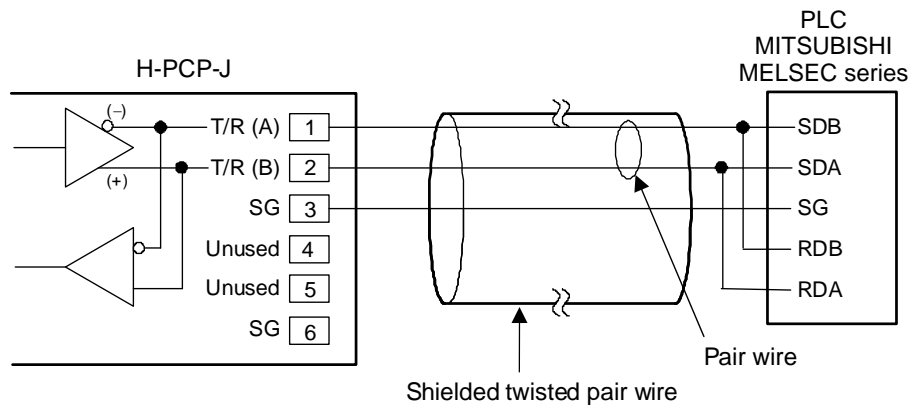 PLC
MITSUBISHI
MELSEC series
H-PCP-J
(−)
T/R (A) 1
SDB
T/R (B) 2
SDA
(+)
SG 3
SG
Unused 4
RDB
Unused 5
RDA
SG 6
Pair wire
Shielded twisted pair wire